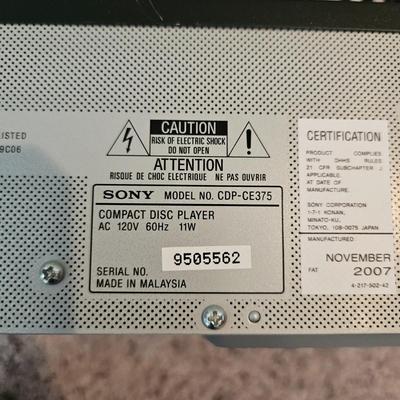 LISTED
9C06
CAUTION
RISK OF ELECTRIC SHOCK
DO NOT OPEN
ATTENTION
RISQUE DE CHOC ELECTRIQUE NE PAS OUVRIR
SONY MODEL NO. CDP-CE375
COMPACT DISC PLAYER
AC 120V 60Hz 11W
9505562
SERIAL NO.
MADE IN MALAYSIA
CERTIFICATION
PRODUCT COMPLIES
WITH DHHS RULES
21 CFR SUBCHAPTER J
APPLICABLE
AT DATE OF
MANUFACTURE.
SONY CORPORATION
1-7-1 KONAN,
MINATO-KU,
TOKYO, 108-0075 JAPAN
MANUFACTURED:
NOVEMBER
FAT 2007
4-217-502-42